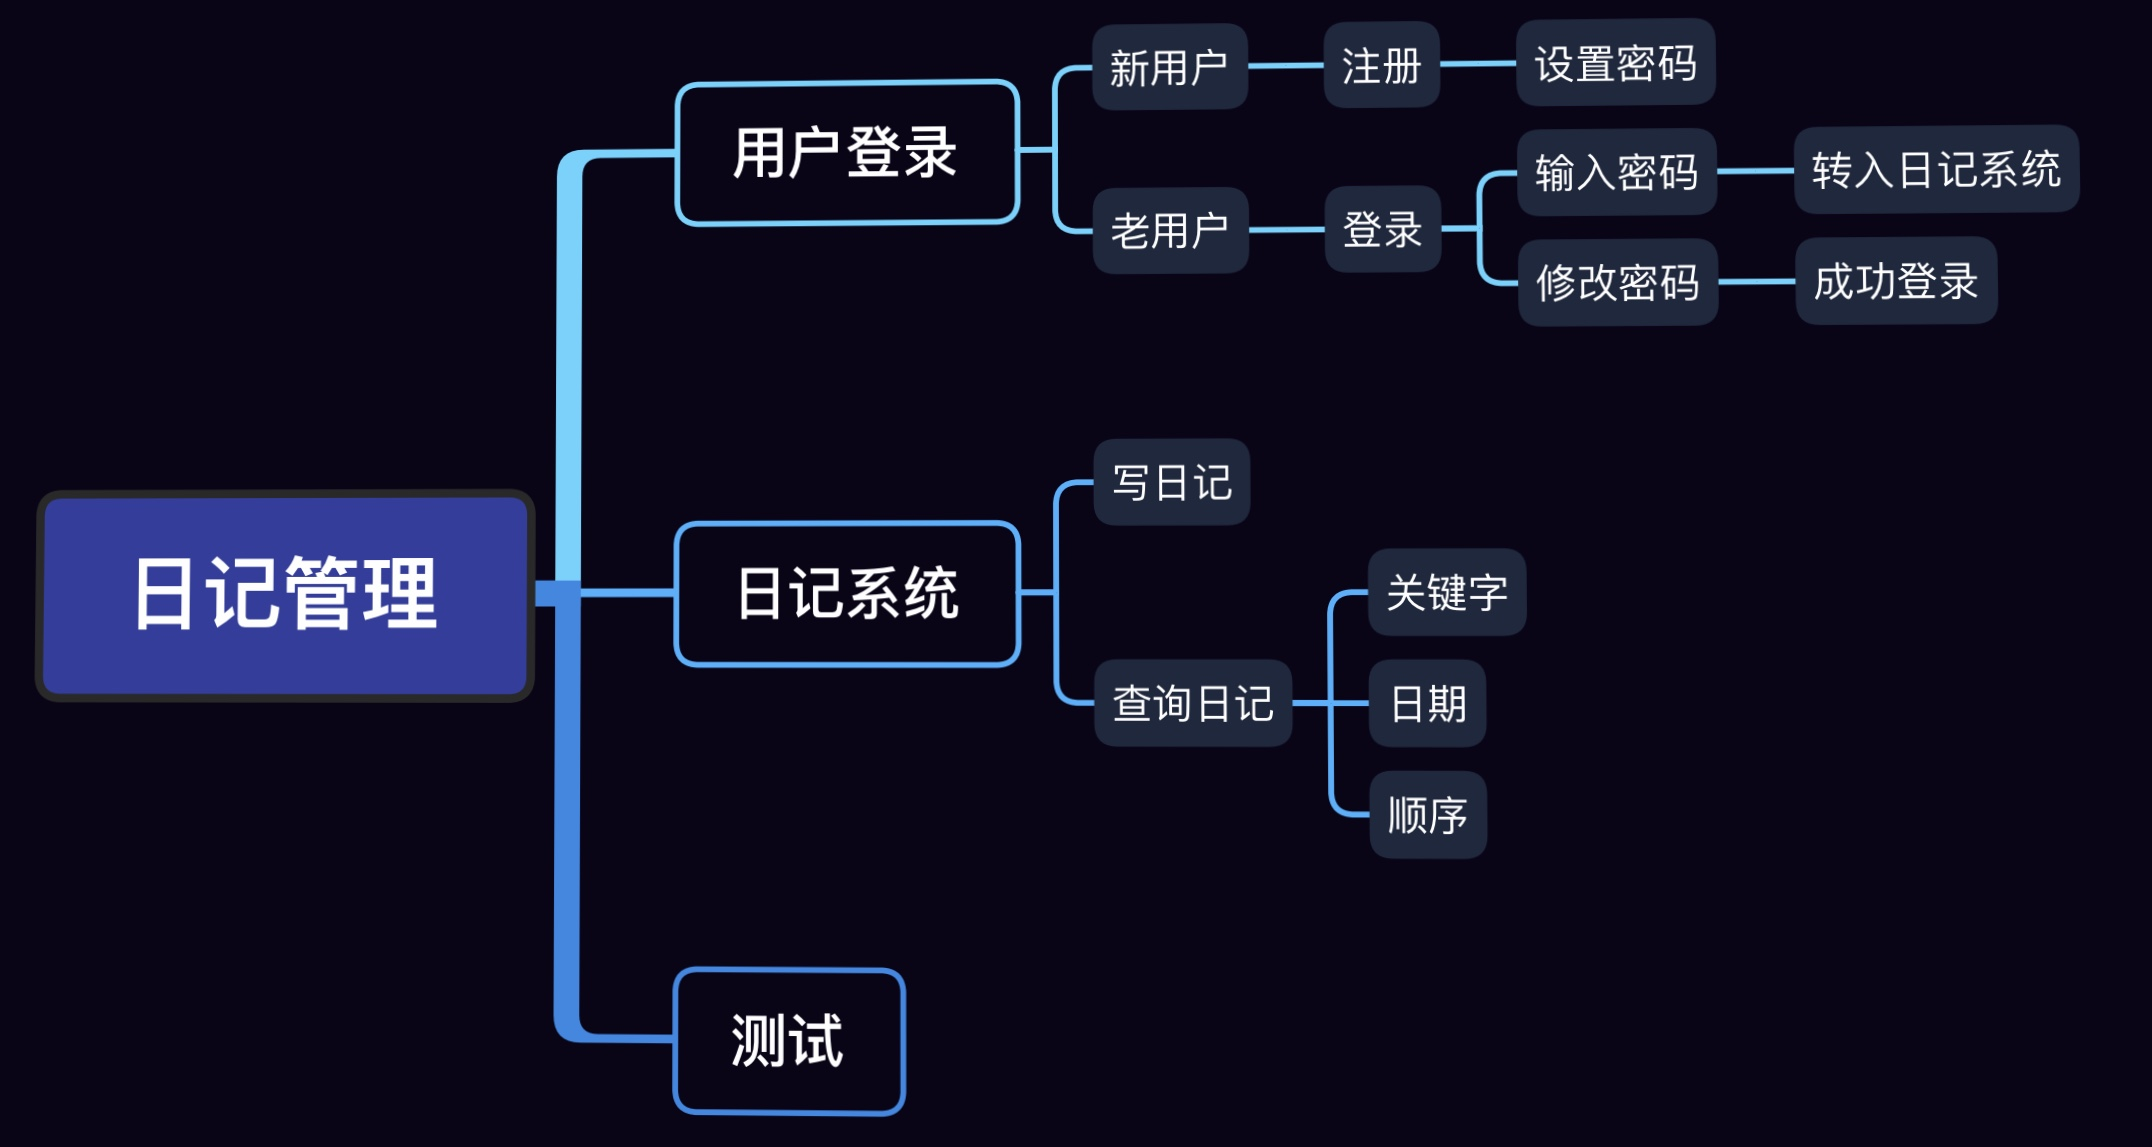 日记管理
用户登录
新用户
注册
设置密码
老用户
登录
输入密码
转入日记系统
修改密码
成功登录
日记系统
写日记
查询日记
关键字
日期
顺序
测试